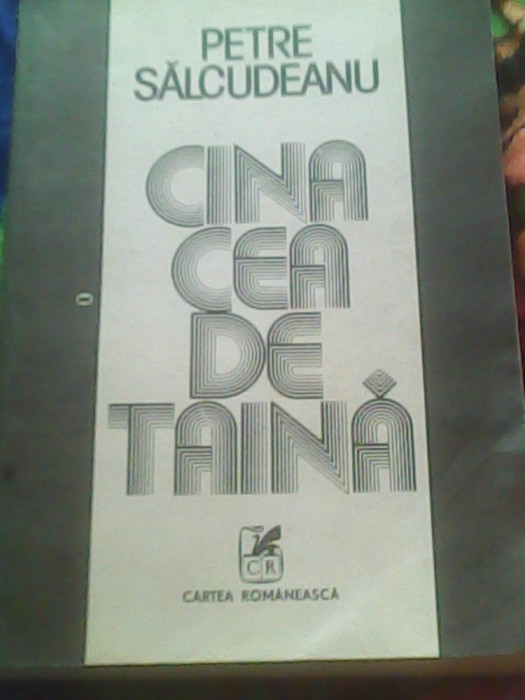 PETRE
SĂLCUDEANU
CINA
CEA
DE
TAINĂ
CR
CARTEA ROMÂNEASCĂ